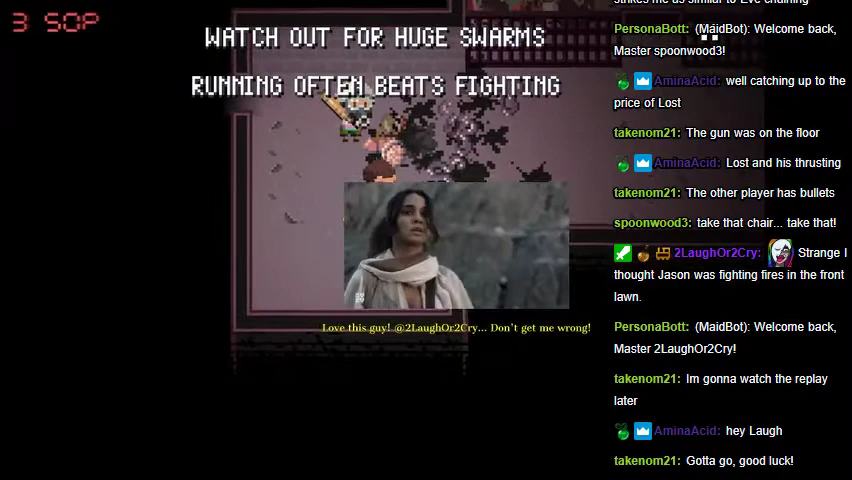 3 SOP
WATCH OUT FOR HUGE SWARMS
RUNNING OFTEN BEATS FIGHTING
Love this guy! @2LaughOr2Cry... Don't get me wrong!
strikes me as similar to Eve chaining
PersonaBott: (MaidBot): Welcome back,
Master spoonwood3!
AminaAcid: well catching up to the
price of Lost
takenom21: The gun was on the floor
AminaAcid: Lost and his thrusting
takenom21: The other player has bullets
spoonwood3: take that chair... take that!
2LaughOr2Cry: Strange I
thought Jason was fighting fires in the front
lawn.
PersonaBott: (MaidBot): Welcome back,
Master 2LaughOr2Cry!
takenom21: Im gonna watch the replay
later
AminaAcid: hey Laugh
takenom21: Gotta go, good luck!